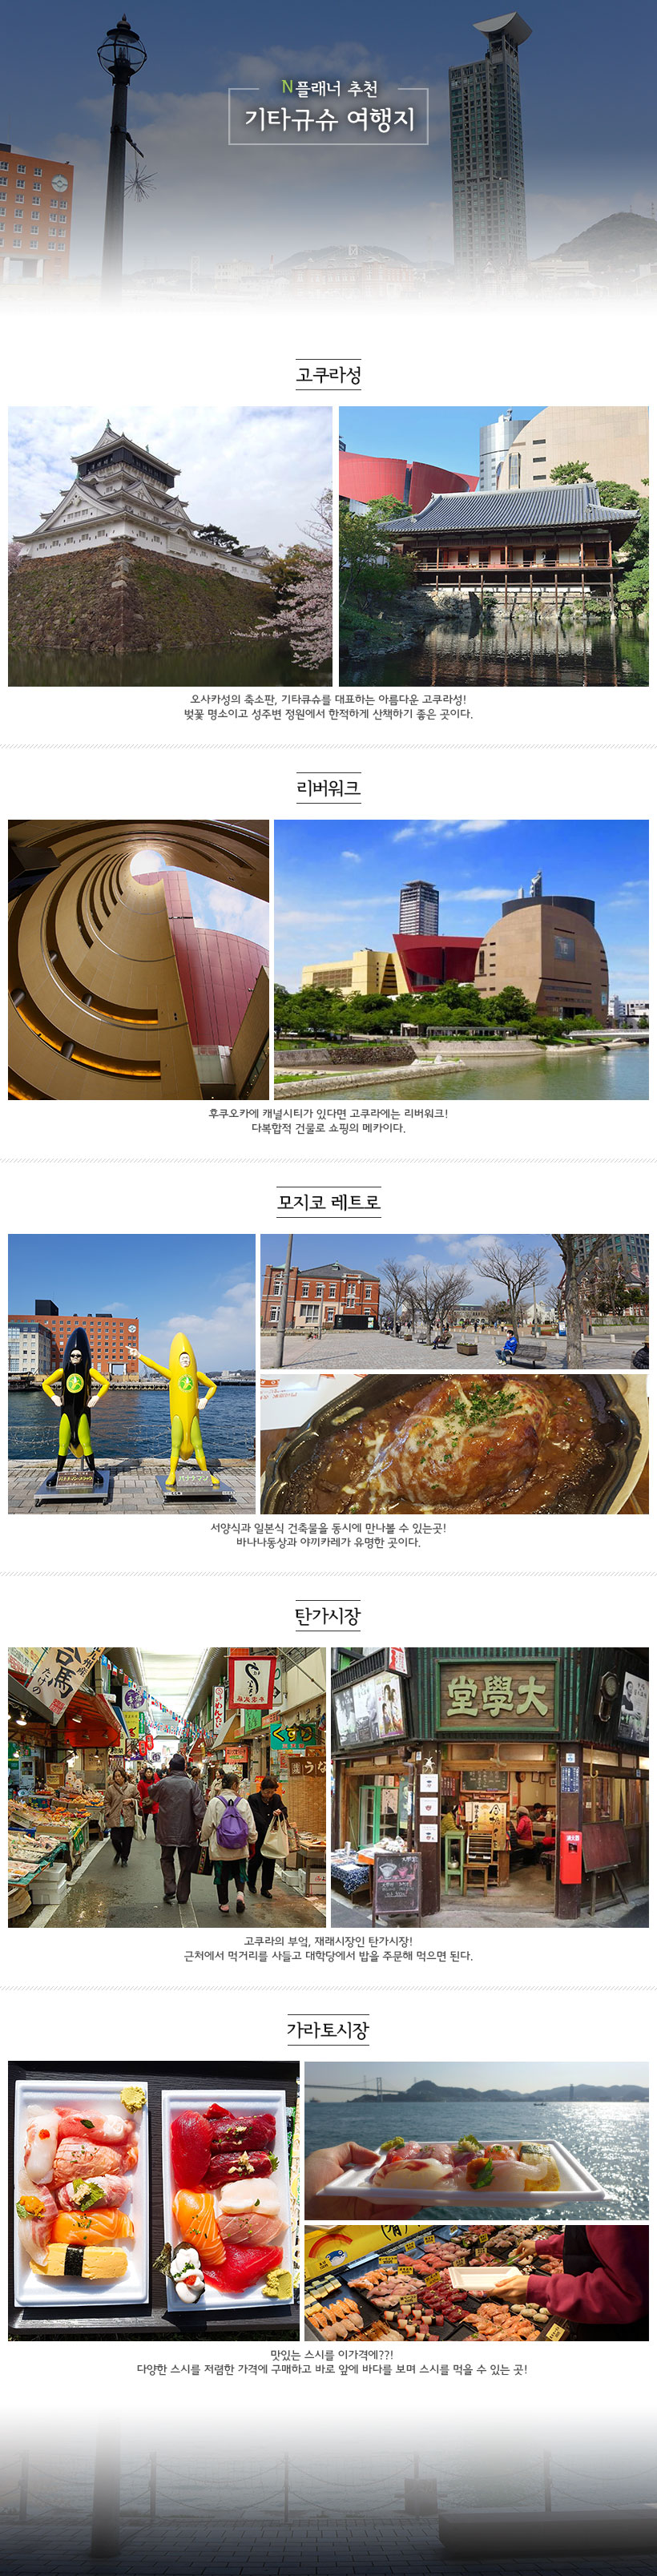 N플래너 추천
기타규슈 여행지
고쿠라성
오사카성의 축소판, 기타큐슈를 대표하는 아름다운 고쿠라성!
벚꽃 명소이고 성주변 정원에서 한적하게 산책하기 좋은 곳이다.
리버워크
후쿠오카에 캐널시티가 있다면 고쿠라에는 리버워크!
다복합적 건물로 쇼핑의 메카이다.
모지코 레트로
バナナマン
서양식과 일본식 건축물을 동시에 만나볼 수 있는곳!
바나나동상과 야끼카레가 유명한 곳이다.
탄가시장
くすり
うな
大學堂
고쿠라의 부엌, 재래시장인 탄가시장!
근처에서 먹거리를 사들고 대학당에서 밥을 주문해 먹으면 된다.
가라토시장
맛있는 스시를 이가격에??!
다양한 스시를 저렴한 가격에 구매하고 바로 앞에 바다를 보며 스시를 먹을 수 있는 곳!